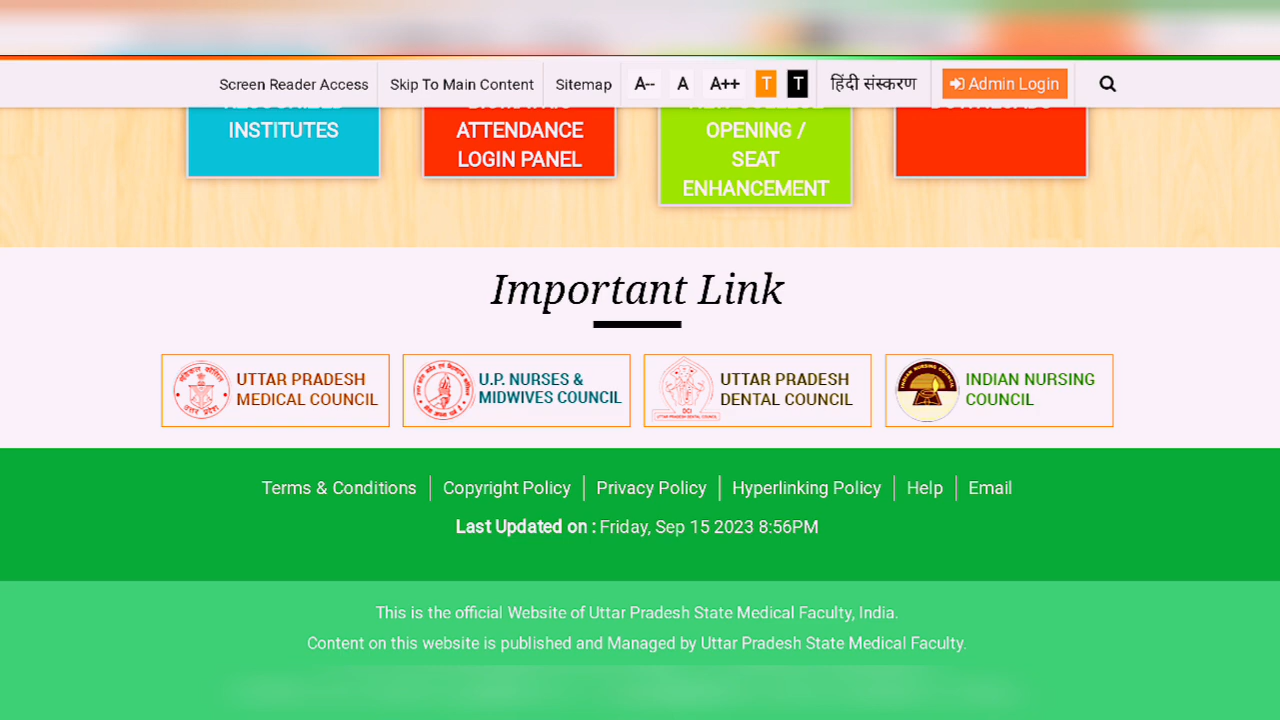 Screen Reader Access Skip To Main Content Sitemap A-- A A++ T T हिंदी संस्करण Admin Login
INSTITUTES
ATTENDANCE
LOGIN PANEL
OPENING /
SEAT
ENHANCEMENT
Important Link
UTTAR PRADESH
MEDICAL COUNCIL
U.P. NURSES &
MIDWIVES COUNCIL
UTTAR PRADESH
DENTAL COUNCIL
INDIAN NURSING
COUNCIL
Terms & Conditions Copyright Policy Privacy Policy Hyperlinking Policy Help Email
Last Updated on : Friday, Sep 15 2023 8:56PM
This is the official Website of Uttar Pradesh State Medical Faculty, India.
Content on this website is published and Managed by Uttar Pradesh State Medical Faculty.